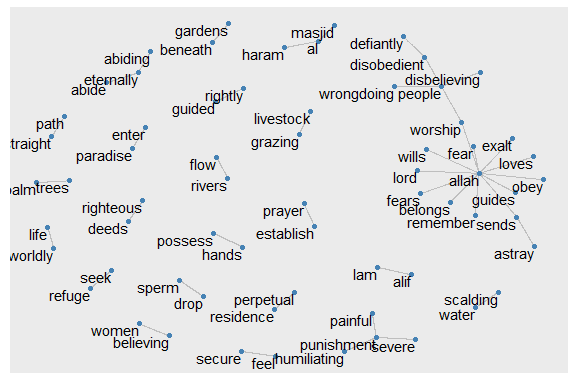 gardens
masjid
beneath
haram
al
defiantly
abiding
disobedient
eternally
disbelieving
abide
rightly
wrongdoing people
guided
path
livestock
enter
worship
straight
grazing
exalt
paradise
wills
fear
loves
flow
lord
allah
rivers
obey
palm
trees
fears
guides
righteous
prayer
belongs
deeds
remember
sends
life
possess
establish
worldly
hands
astray
seek
lam
alif
refuge
sperm
perpetual
scalding
drop
residence
water
painful
women
believing
punishment
severe
secure
feel
humiliating